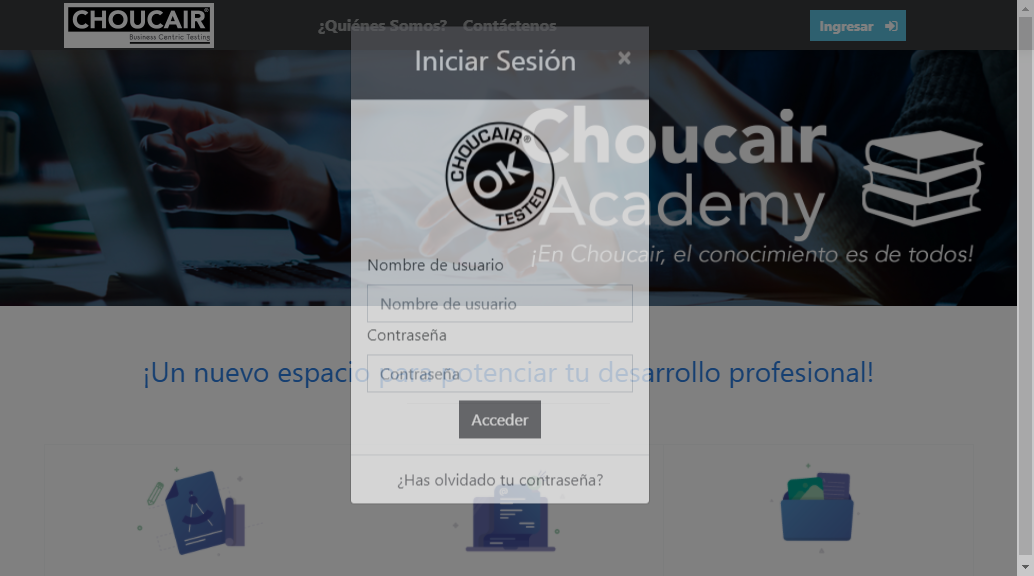 CHOUCAIR®
Business Centric Testing
¿Quiénes Somos? Contáctenos
Ingresar
Iniciar Sesión
×
CHOUCAIR®
OK
TESTED
Choucair
Academy
¡En Choucair, el conocimiento es de todos!
Nombre de usuario
Nombre de usuario
Contraseña
Contraseña
¡Un nuevo espacio para potenciar tu desarrollo profesional!
Acceder
¿Has olvidado tu contraseña?